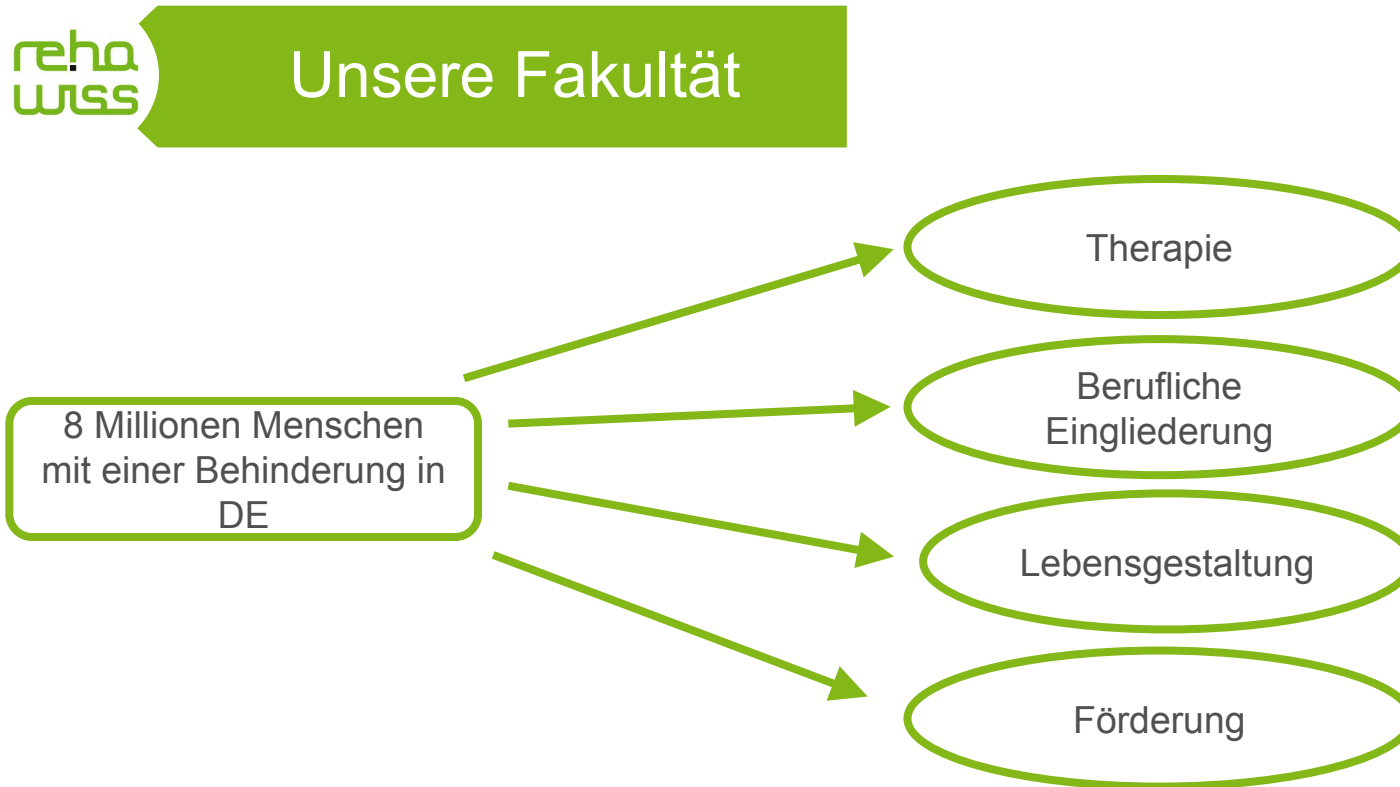 reha
wiss
Unsere Fakultät
Therapie
Berufliche
Eingliederung
8 Millionen Menschen
mit einer Behinderung in
DE
Lebensgestaltung
Förderung